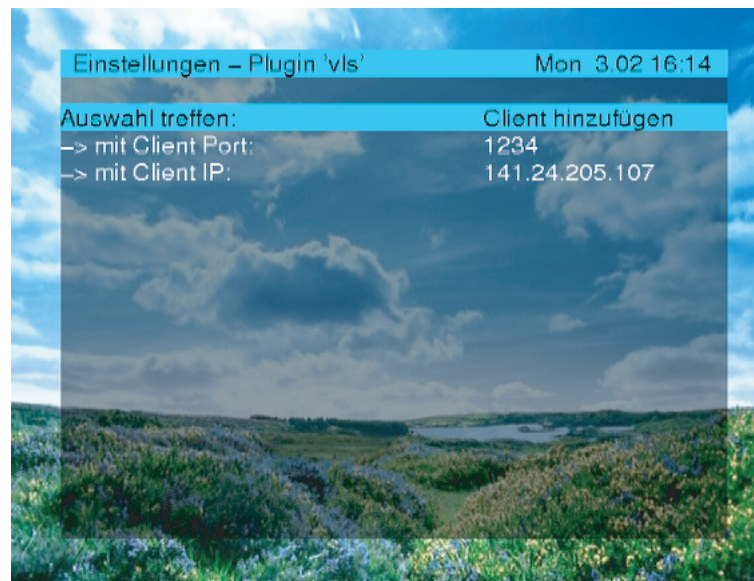 Einstellungen – Plugin 'vls' Mon 3.02 16:14
Auswahl treffen: Client hinzufügen
–> mit Client Port: 1234
–> mit Client IP: 141.24.205.107